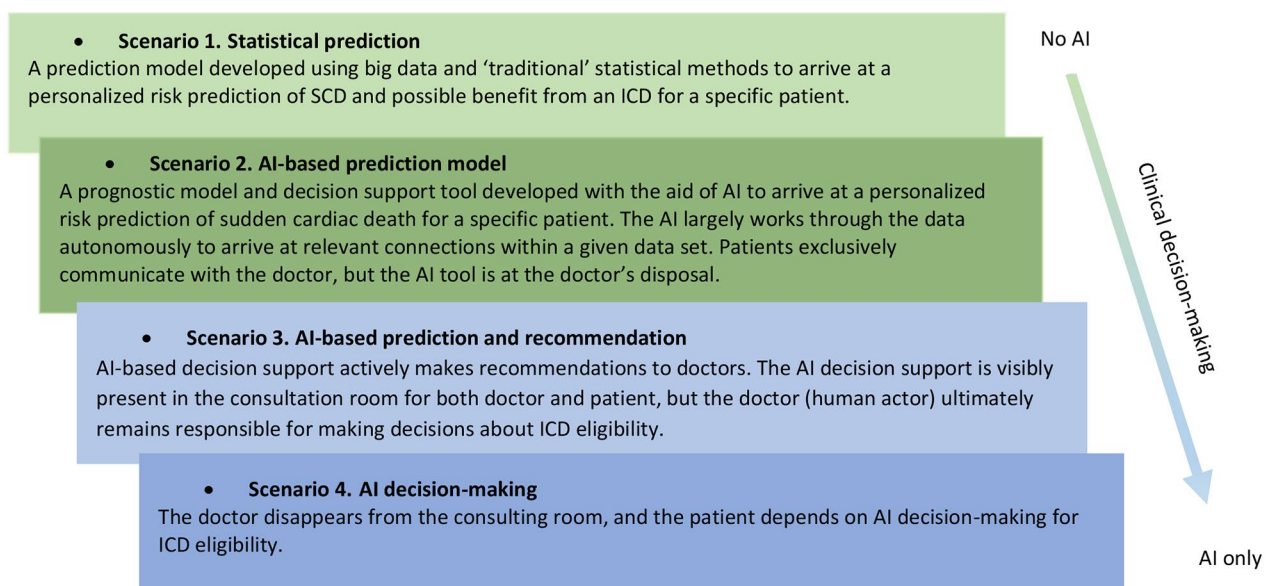 • Scenario 1. Statistical prediction
A prediction model developed using big data and ‘traditional’ statistical methods to arrive at a
personalized risk prediction of SCD and possible benefit from an ICD for a specific patient.
• Scenario 2. AI-based prediction model
A prognostic model and decision support tool developed with the aid of AI to arrive at a personalized
risk prediction of sudden cardiac death for a specific patient. The AI largely works through the data
autonomously to arrive at relevant connections within a given data set. Patients exclusively
communicate with the doctor, but the AI tool is at the doctor’s disposal.
• Scenario 3. AI-based prediction and recommendation
AI-based decision support actively makes recommendations to doctors. The AI decision support is visibly
present in the consultation room for both doctor and patient, but the doctor (human actor) ultimately
remains responsible for making decisions about ICD eligibility.
• Scenario 4. AI decision-making
The doctor disappears from the consulting room, and the patient depends on AI decision-making for
ICD eligibility.
No AI
Clinical decision-making
AI only